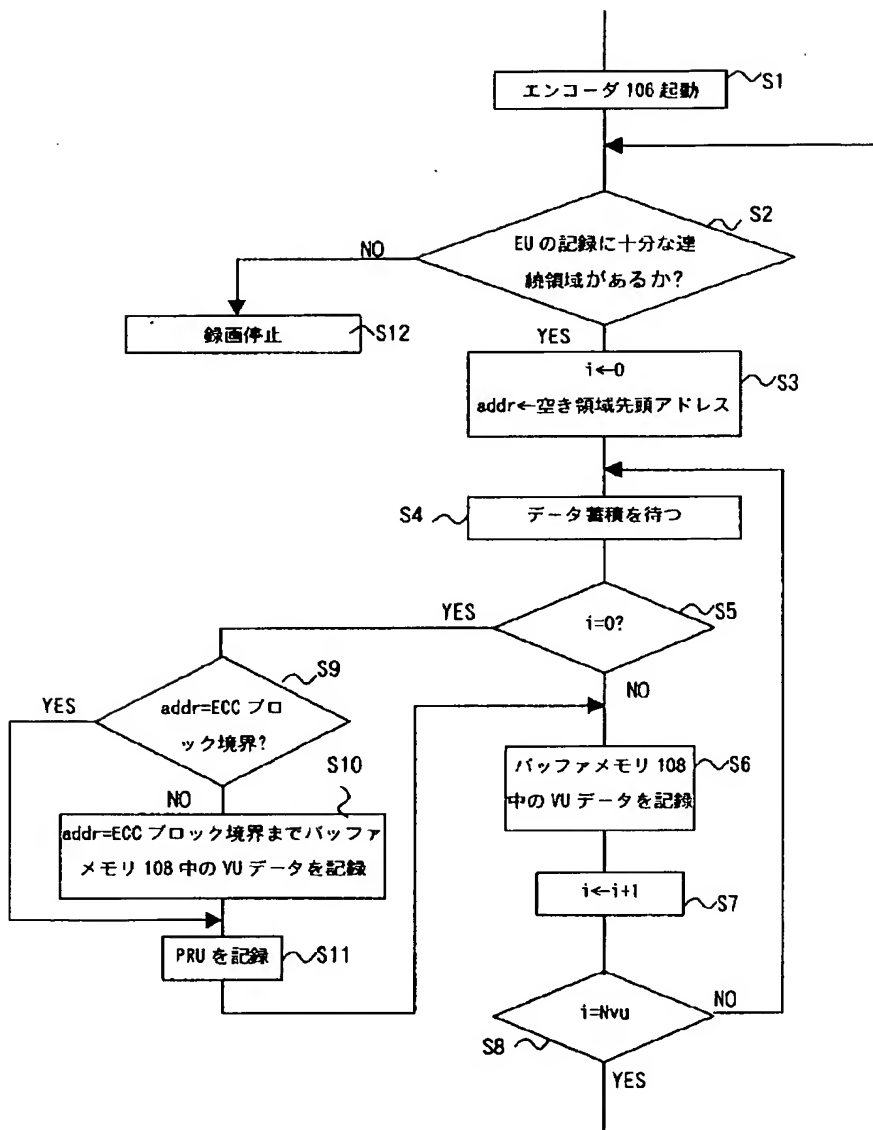 エンコーダ 106 起動
S1
S2
EU の記録に十分な連
続領域があるか?
NO
録画停止
S12
YES
i←0
addr←空き領域先頭アドレス
S3
S4
データ蓄積を待つ
YES
i=0?
S5
S9
NO
YES
addr=ECC ブロ
ック境界?
バッファメモリ 108
中の VU データを記録
S6
S10
NO
addr=ECC ブロック境界までバッファ
メモリ 108 中の VU データを記録
i←i+1
S7
PRU を記録
S11
i=Nvu
NO
S8
YES